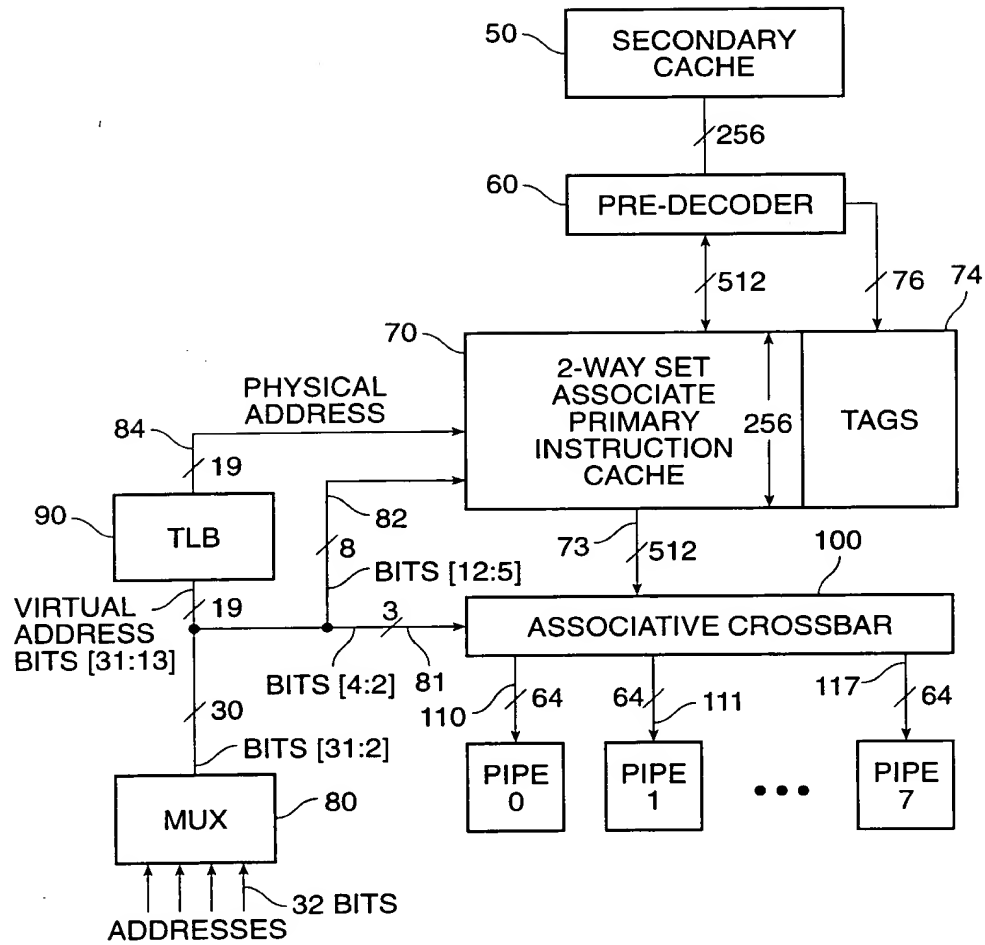 50
SECONDARY
CACHE
256
60
PRE-DECODER
512
76
74
70
2-WAY SET
ASSOCIATE
PRIMARY
INSTRUCTION
CACHE
256
TAGS
PHYSICAL
ADDRESS
84
19
90
TLB
82
8
BITS [12:5]
73
512
100
VIRTUAL
ADDRESS
BITS [31:13]
19
3
ASSOCIATIVE CROSSBAR
BITS [4:2]
81
110
64
64
111
117
64
30
BITS [31:2]
PIPE
0
PIPE
1
PIPE
7
MUX
80
32 BITS
ADDRESSES